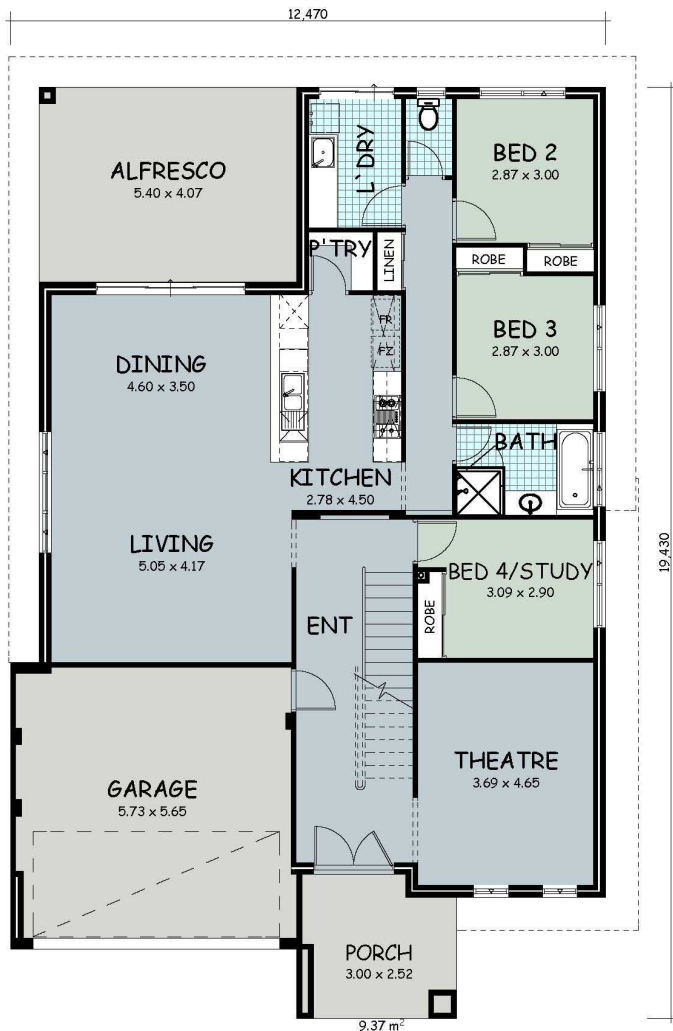 12,470
ALFRESCO
5.40 x 4.07
L'DRY
BED 2
2.87 x 3.00
P'TRY
LINEN
ROBE
ROBE
FR
FZ
BED 3
2.87 x 3.00
DINING
4.60 x 3.50
BATH
KITCHEN
2.78 x 4.50
LIVING
5.05 x 4.17
19,430
BED 4/STUDY
3.09 x 2.90
ROBE
ENT
THEATRE
3.69 x 4.65
GARAGE
5.73 x 5.65
PORCH
3.00 x 2.52
9.37 m²